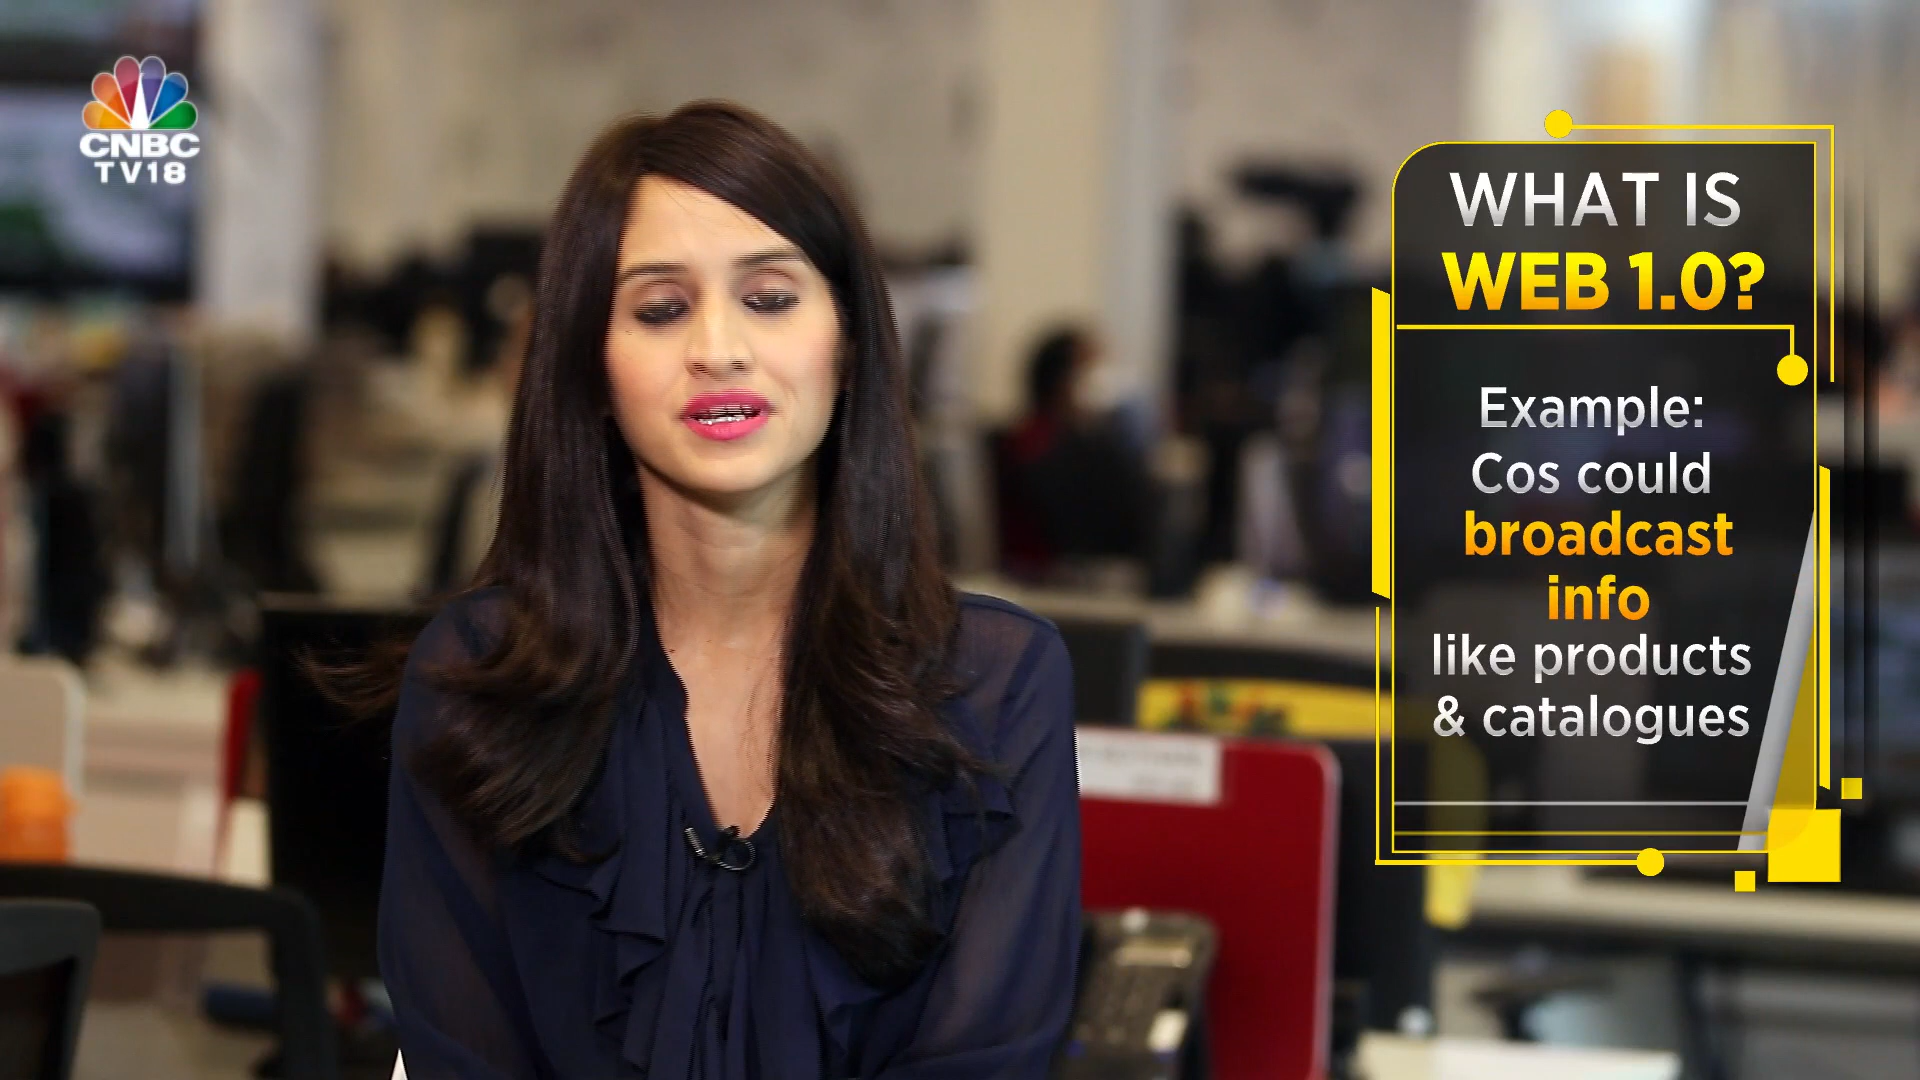 CNBC
TV18
WHAT IS
WEB 1.0?
Example:
Cos could
broadcast
info
like products
& catalogues